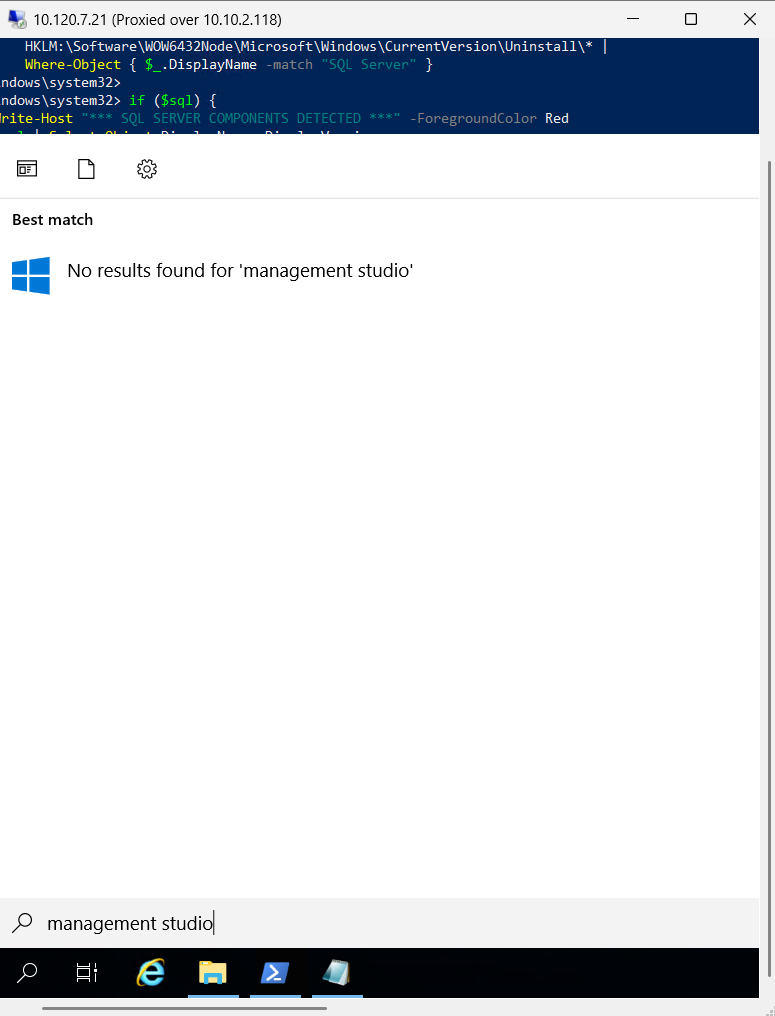 10.120.7.21 (Proxied over 10.10.2.118)
HKLM:\Software\WOW6432Node\Microsoft\Windows\CurrentVersion\Uninstall\* |
Where-Object { $_.DisplayName -match "SQL Server" }
ndows\system32>
ndows\system32> if ($sql) {
rite-Host "*** SQL SERVER COMPONENTS DETECTED ***" -ForegroundColor Red
Best match
No results found for 'management studio'
management studio